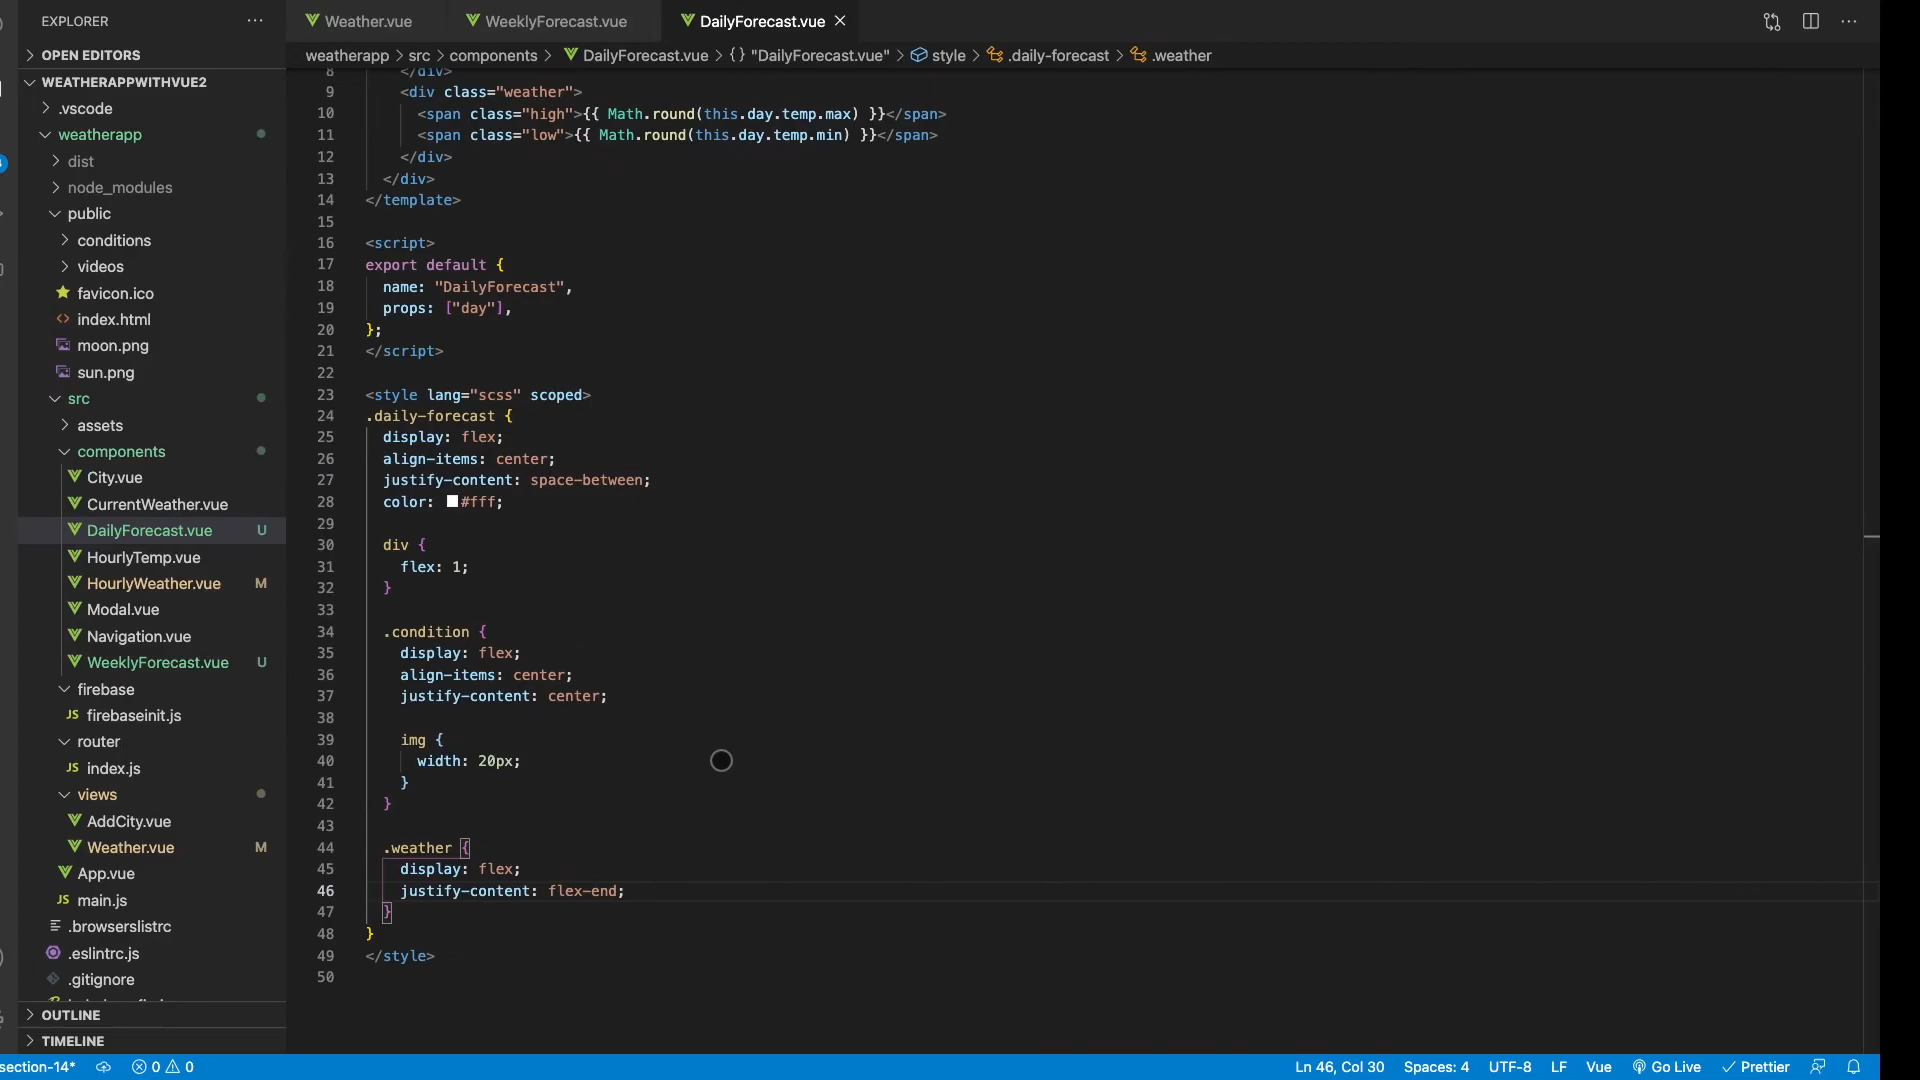 EXPLORER
···
Weather.vue
WeeklyForecast.vue
DailyForecast.vue
OPEN EDITORS
WEATHERAPPWITHVUE2
.vscode
weatherapp
dist
node_modules
public
conditions
videos
favicon.ico
index.html
moon.png
sun.png
src
assets
components
City.vue
CurrentWeather.vue
DailyForecast.vue U
HourlyTemp.vue
HourlyWeather.vue M
Modal.vue
Navigation.vue
WeeklyForecast.vue U
firebase
JS firebaseinit.js
router
JS index.js
views
AddCity.vue
Weather.vue M
App.vue
JS main.js
.browserslistrc
.eslintrc.js
.gitignore
OUTLINE
TIMELINE
weatherapp > src > components > DailyForecast.vue > {} "DailyForecast.vue" > style > .daily-forecast > .weather
8 </div>
9 <div class="weather">
10 <span class="high">{{ Math.round(this.day.temp.max) }}</span>
11 <span class="low">{{ Math.round(this.day.temp.min) }}</span>
12 </div>
13 </div>
14 </template>
15
16 <script>
17 export default {
18 name: "DailyForecast",
19 props: ["day"],
20 };
21 </script>
22
23 <style lang="scss" scoped>
24 .daily-forecast {
25 display: flex;
26 align-items: center;
27 justify-content: space-between;
28 color: #fff;
29
30 div {
31 flex: 1;
32 }
33
34 .condition {
35 display: flex;
36 align-items: center;
37 justify-content: center;
38
39 img {
40 width: 20px;
41 }
42 }
43
44 .weather {
45 display: flex;
46 justify-content: flex-end;
47 }
48 }
49 </style>
50
section-14* 0 0 Ln 46, Col 30 Spaces: 4 UTF-8 LF Vue Go Live Prettier